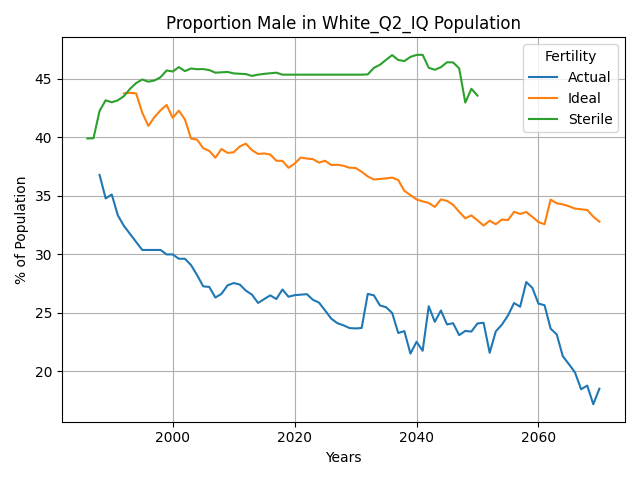 Proportion Male in White_Q2_IQ Population
Fertility
Actual
Ideal
Sterile
% of Population
45
40
35
30
25
20
2000
2020
2040
2060
Years